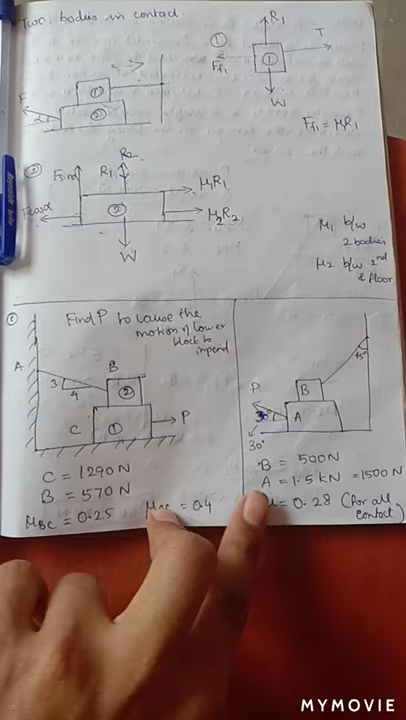 Two bodies in contact.
① R1
T
①
Ff1
W
Ff1 = μR1
①
②
F
α
②
R2
Fsinα R1
μ1R1
Fcosα
②
μ2R2
W
μ1 b/w
2 bodies
μ2 b/w 2nd
& floor
Find P to cause the
motion of lower
block to
impend
A
B
3
4
②
C ①
P
C = 1290 N
B = 570 N
μBC = 0.25
= 0.4
45°
P
B
30°
A
30°
B = 500N
A = 1.5 kN = 1500 N
= 0.28 (for all
contact)
MYMOVIE